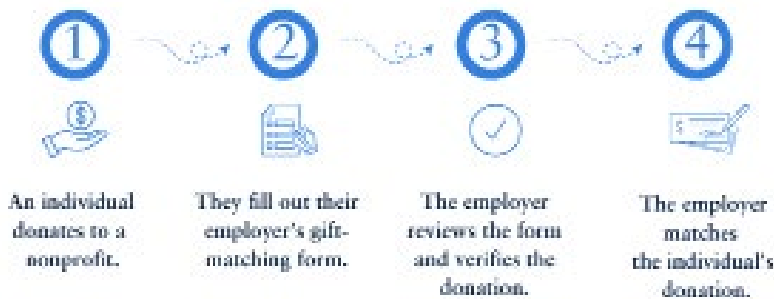 1
2
3
4
$
$
An individual
donates to a
nonprofit.
They fill out their
employer's gift-
matching form.
The employer
reviews the form
and verifies the
donation.
The employer
matches
the individual's
donation.